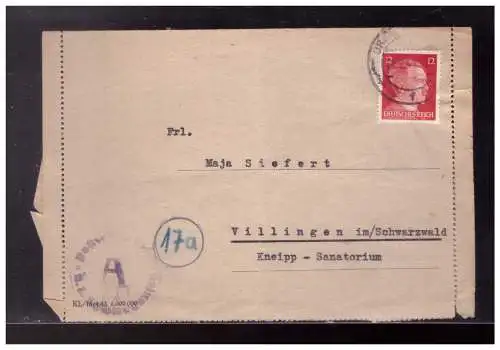 12 12
DEUTSCHES REICH
Frl.
Maja Siefert
Villingen im/Schwarzwald
Kneipp - Sanatorium
17a
A